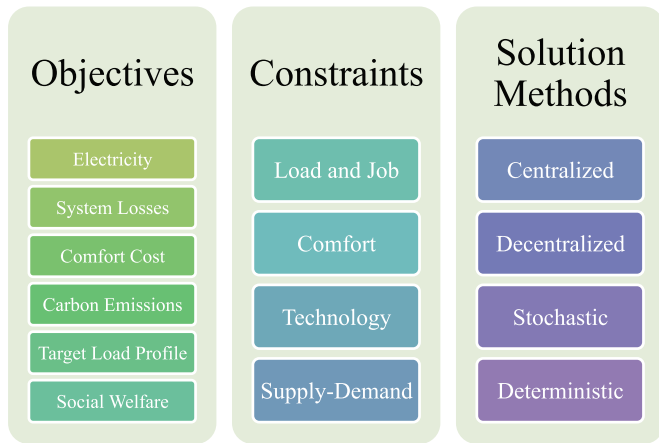 Objectives
Electricity
System Losses
Comfort Cost
Carbon Emissions
Target Load Profile
Social Welfare
Constraints
Load and Job
Comfort
Technology
Supply-Demand
Solution
Methods
Centralized
Decentralized
Stochastic
Deterministic